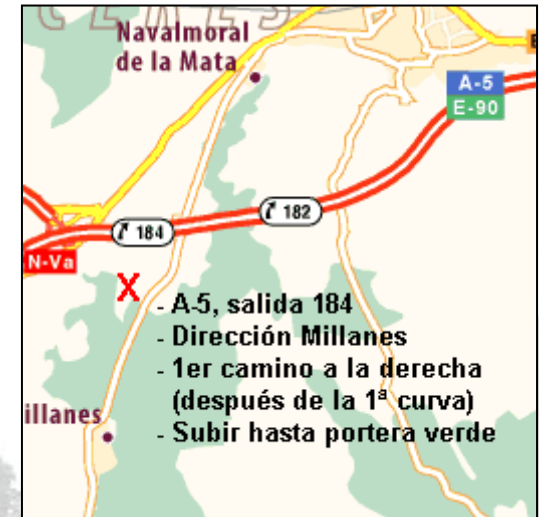 CERES
Navalmoral
de la Mata
A-5
E-90
182
184
N-Va
- A-5, salida 184
- Dirección Millanes
- 1er camino a la derecha
(después de la 1ª curva)
illanes
- Subir hasta portera verde